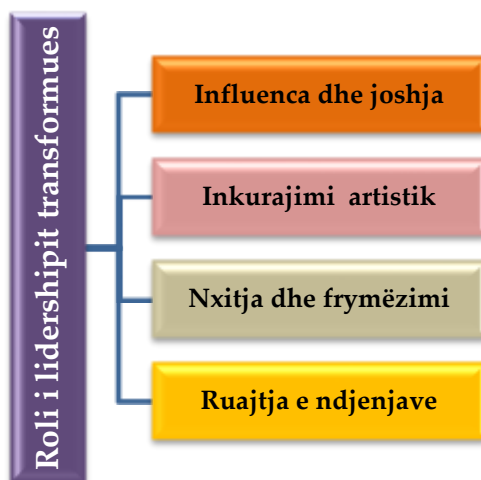 Roli i lidershipit transformues
Influenca dhe joshja
Inkurajimi artistik
Nxitja dhe frymëzimi
Ruajtja e ndjenjave